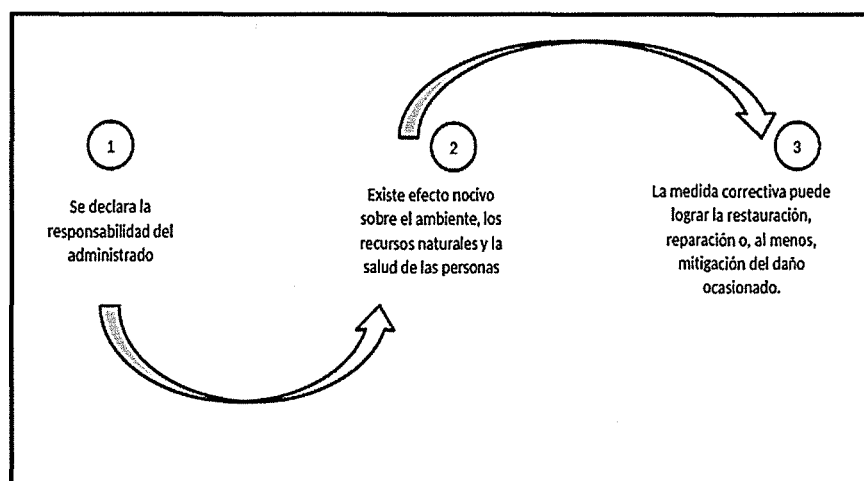 1
Se declara la
responsabilidad del
administrado
2
Existe efecto nocivo
sobre el ambiente, los
recursos naturales y la
salud de las personas
3
La medida correctiva puede
lograr la restauración,
reparación o, al menos,
mitigación del daño
ocasionado.